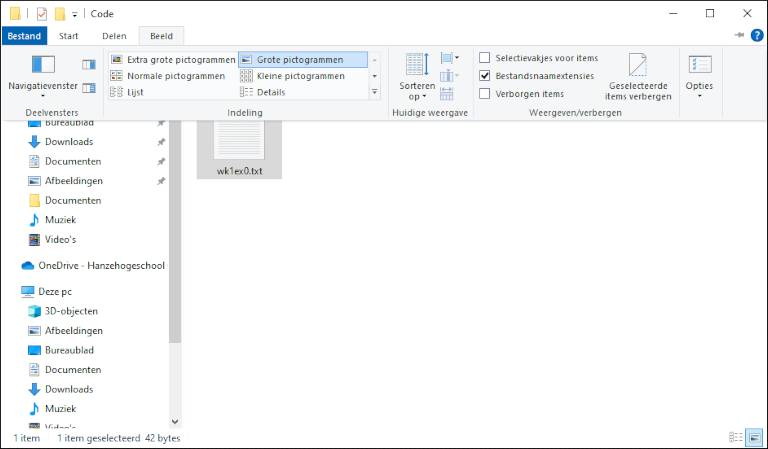 Code
Bestand Start Delen Beeld
Navigatievenster
Deelvensters
Extra grote pictogrammen Grote pictogrammen
Normale pictogrammen Kleine pictogrammen
Lijst Details
Indeling
Sorteren
op
Huidige weergave
Selectievakjes voor items
Bestandsnaamextensies
Verborgen items
Geselecteerde
items verbergen
Weergeven/verbergen
Opties
Bureaublad
Downloads
Documenten
Afbeeldingen
Documenten
Muziek
Video's
OneDrive - Hanzehogeschool
Deze pc
3D-objecten
Afbeeldingen
Bureaublad
Documenten
Downloads
Muziek
Video's
wk1ex0.txt
1 item 1 item geselecteerd 42 bytes